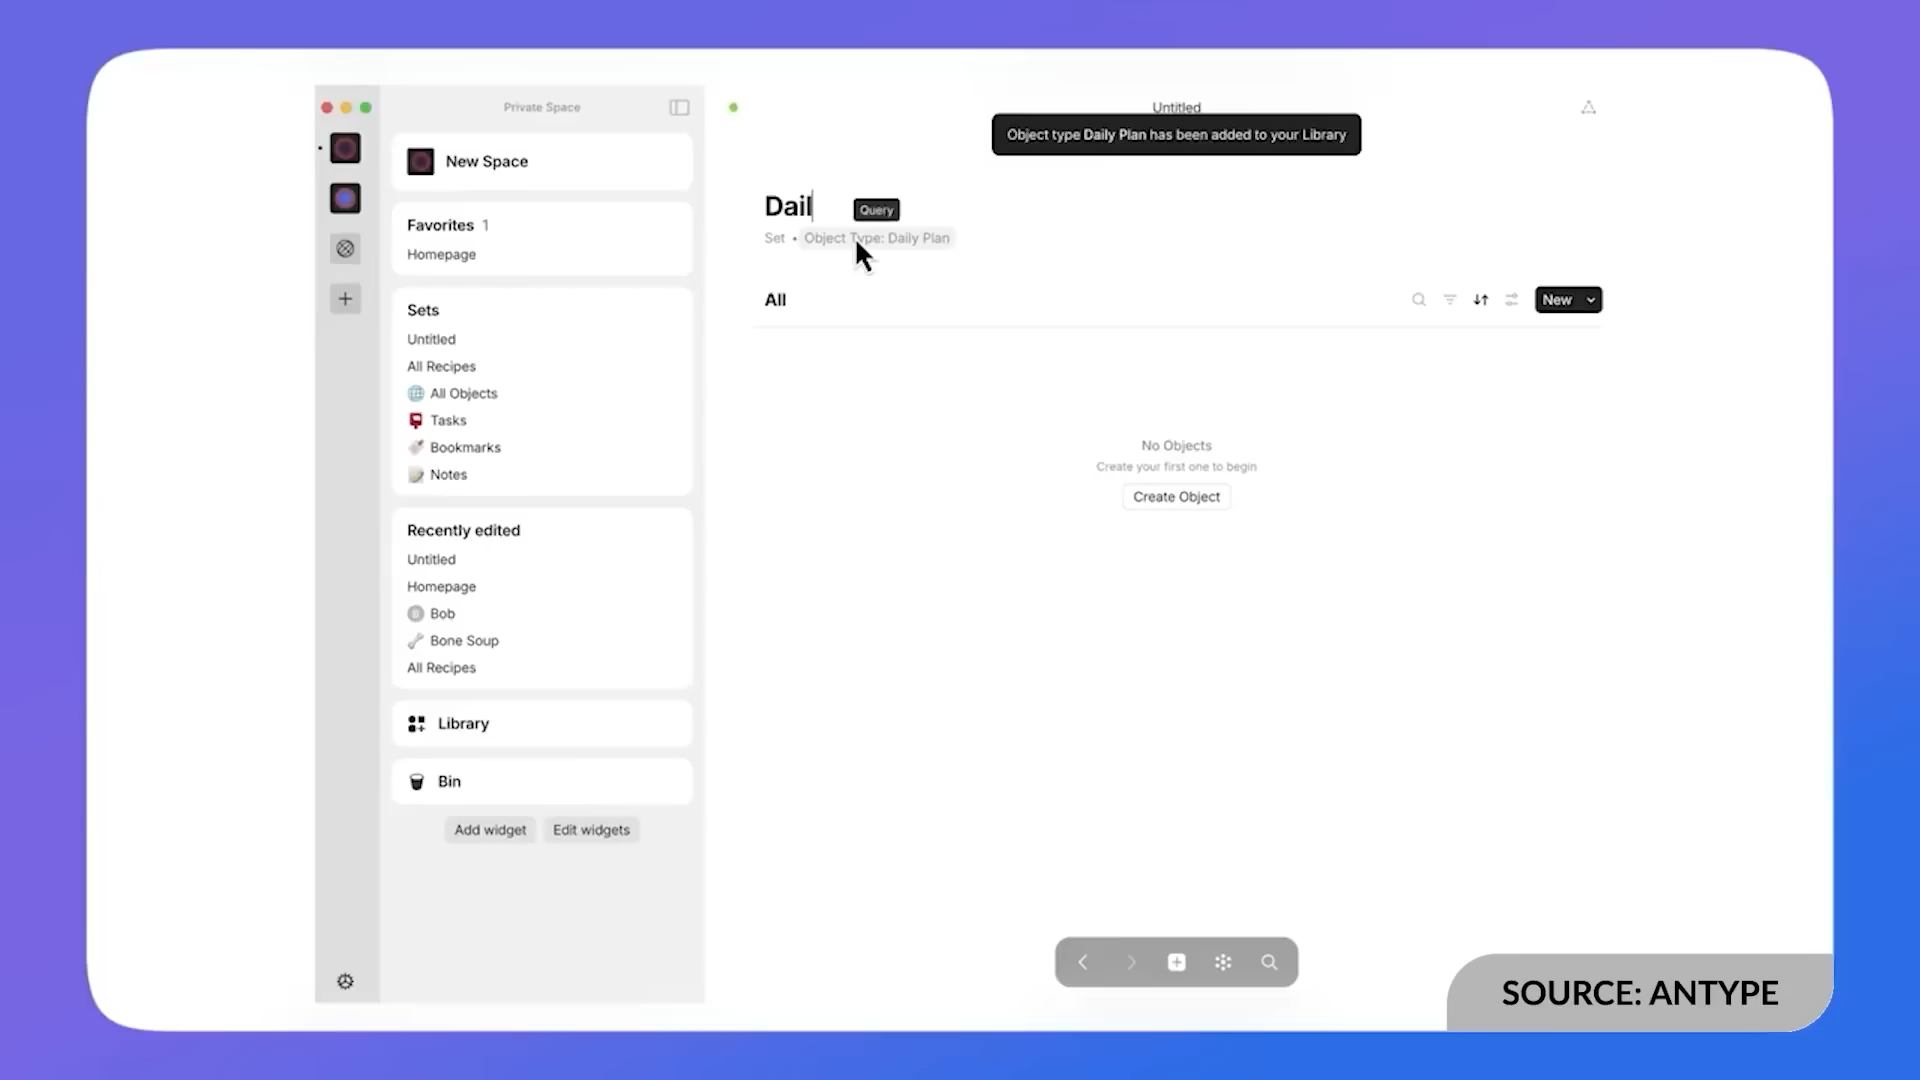 Private Space
New Space
Favorites 1
Homepage
Sets
Untitled
All Recipes
All Objects
Tasks
Bookmarks
Notes
Recently edited
Untitled
Homepage
B Bob
Bone Soup
All Recipes
Library
Bin
Add widget Edit widgets
Untitled
Object type Daily Plan has been added to your Library
Dail
Query
Set • Object Type: Daily Plan
All
New
No Objects
Create your first one to begin
Create Object
SOURCE: ANTYPE